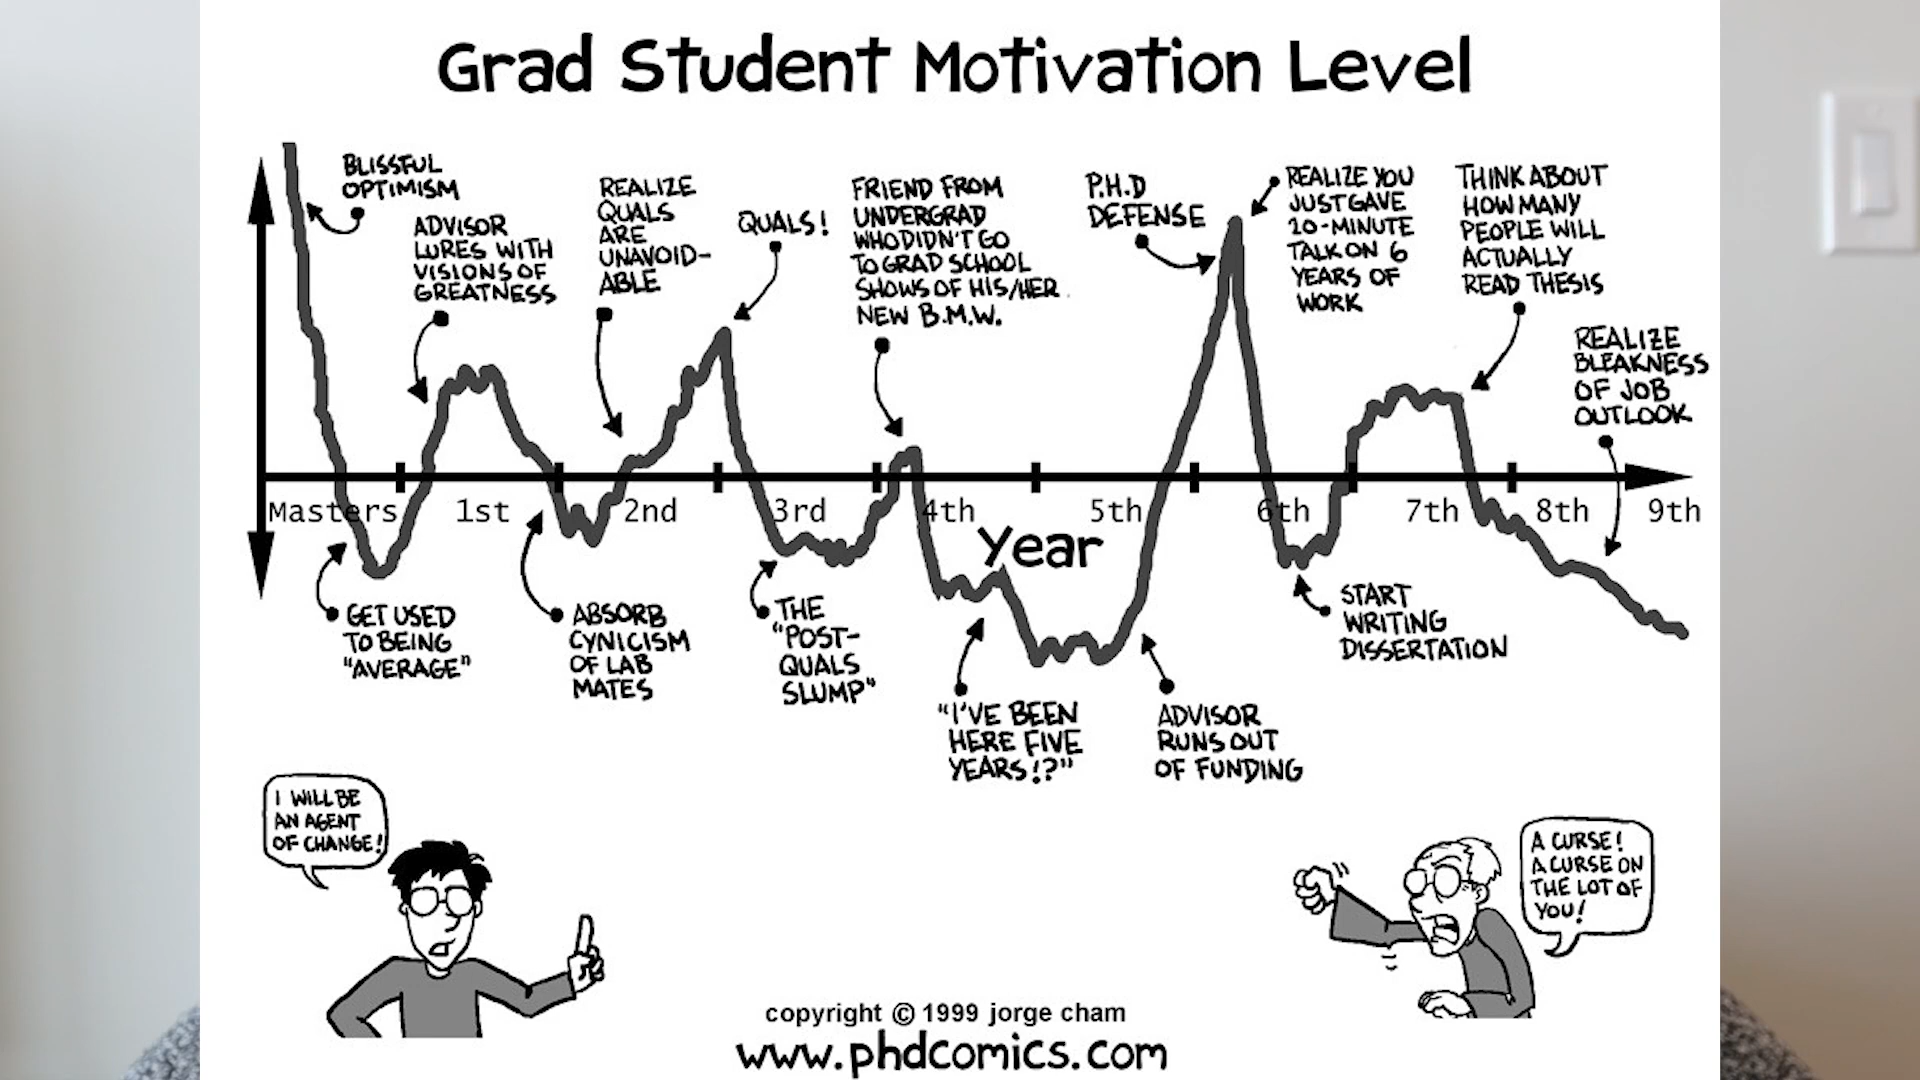 Grad Student Motivation Level
BLISSFUL
OPTIMISM
ADVISOR
LURES WITH
VISIONS OF
GREATNESS
REALIZE
QUALS
ARE
UNAVOID-
ABLE
QUALS!
FRIEND FROM
UNDERGRAD
WHO DIDN'T GO
TO GRAD SCHOOL
SHOWS OF HIS/HER
NEW B.M.W.
P.H.D
DEFENSE
REALIZE YOU
JUST GAVE
20-MINUTE
TALK ON 6
YEARS OF
WORK
THINK ABOUT
HOW MANY
PEOPLE WILL
ACTUALLY
READ THESIS
REALIZE
BLEAKNESS
OF JOB
OUTLOOK
Masters 1st 2nd 3rd 4th 5th 6th 7th 8th 9th
Year
GET USED
TO BEING
"AVERAGE"
ABSORB
CYNICISM
OF LAB
MATES
THE
"POST-
QUALS
SLUMP"
"I'VE BEEN
HERE FIVE
YEARS!?"
ADVISOR
RUNS OUT
OF FUNDING
START
WRITING
DISSERTATION
I WILL BE
AN AGENT
OF CHANGE!
A CURSE!
A CURSE ON
THE LOT OF
YOU!
copyright © 1999 jorge cham
www.phdcomics.com